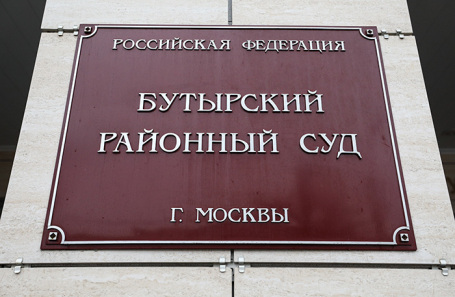 РОССИЙСКАЯ ФЕДЕРАЦИЯ
БУТЫРСКИЙ
РАЙОННЫЙ СУД
Г. МОСКВЫ